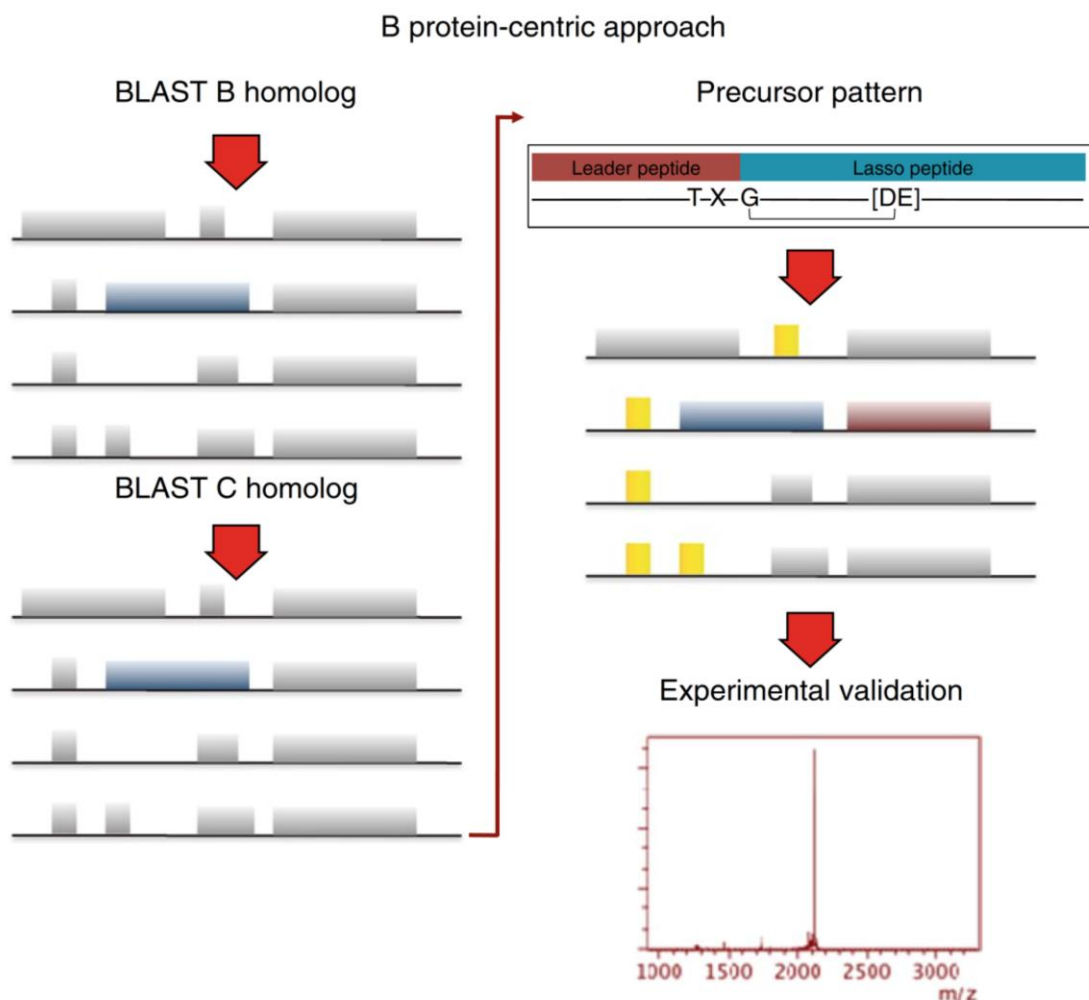 B protein-centric approach
BLAST B homolog
BLAST C homolog
Precursor pattern
Leader peptide
Lasso peptide
T-X-G
[DE]
Experimental validation
1000 1500 2000 2500 3000
m/z